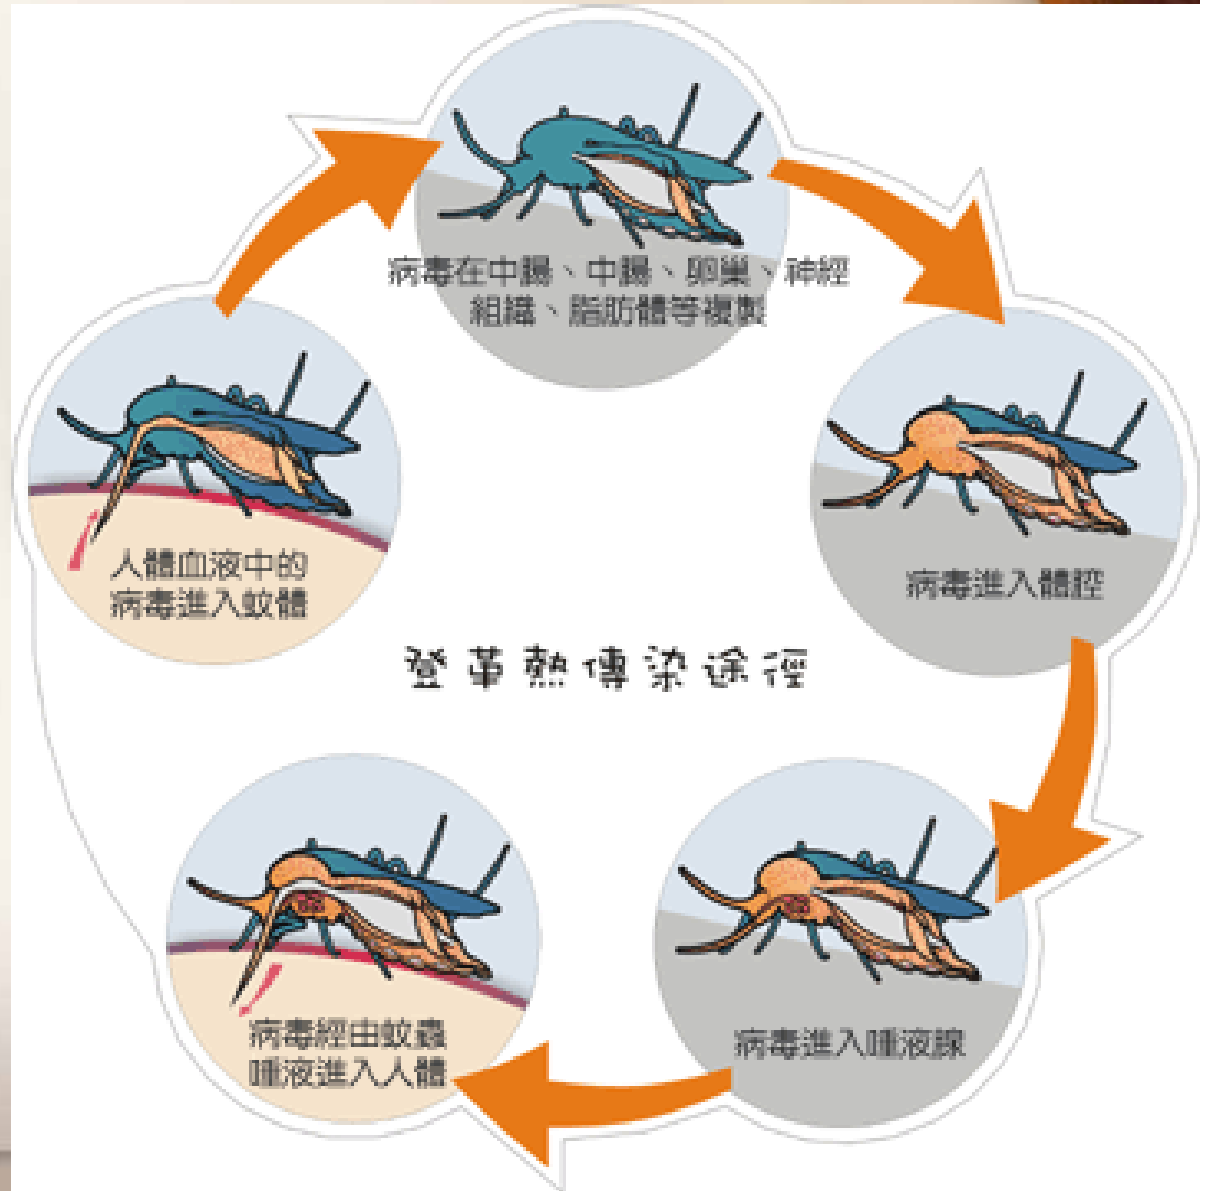 病毒在中腸、中腸、卵巢、神經
組織、脂肪體等複製
人體血液中的
病毒進入蚊體
病毒進入體腔
登革熱傳染途徑
病毒經由蚊蟲
唾液進入人體
病毒進入唾液腺